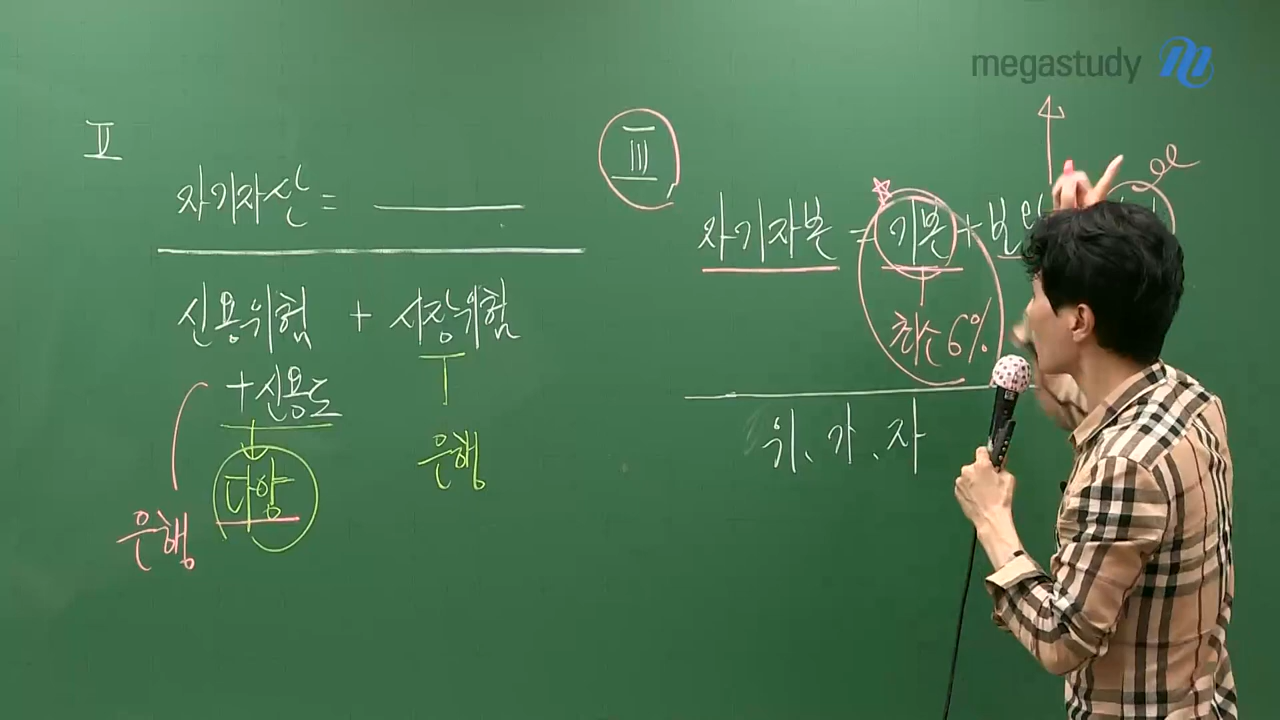 megastudy
Ⅱ
자기자산 =
신용위험 + 시장위험
+신용도
다양
은행
은행
Ⅲ
자기자본 = 기본 + 보완
최소 6%
위、가、자